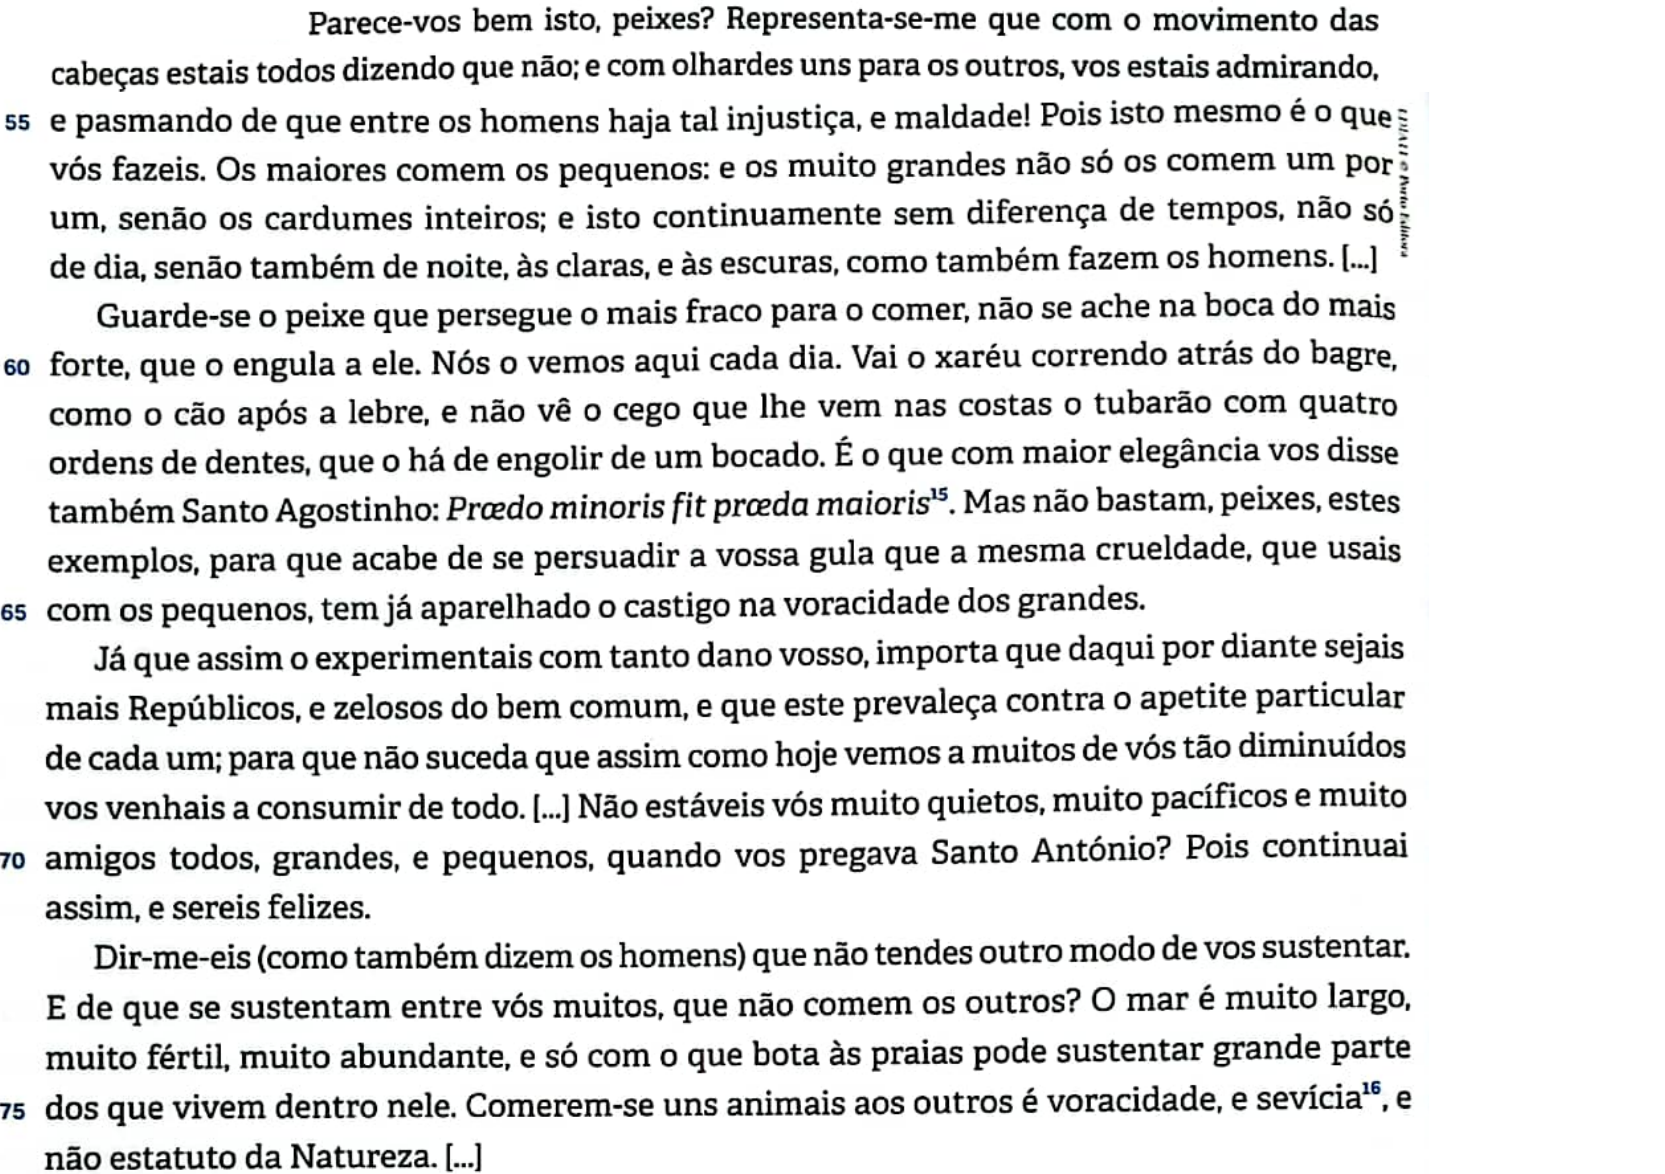 Parece-vos bem isto, peixes? Representa-se-me que com o movimento das
cabeças estais todos dizendo que não; e com olhardes uns para os outros, vos estais admirando,
55 e pasmando de que entre os homens haja tal injustiça, e maldade! Pois isto mesmo é o que
vós fazeis. Os maiores comem os pequenos: e os muito grandes não só os comem um por
um, senão os cardumes inteiros; e isto continuamente sem diferença de tempos, não só
de dia, senão também de noite, às claras, e às escuras, como também fazem os homens. [...]
Guarde-se o peixe que persegue o mais fraco para o comer, não se ache na boca do mais
60 forte, que o engula a ele. Nós o vemos aqui cada dia. Vai o xaréu correndo atrás do bagre,
como o cão após a lebre, e não vê o cego que lhe vem nas costas o tubarão com quatro
ordens de dentes, que o há de engolir de um bocado. É o que com maior elegância vos disse
também Santo Agostinho: Prædo minoris fit præda maioris¹⁵. Mas não bastam, peixes, estes
exemplos, para que acabe de se persuadir a vossa gula que a mesma crueldade, que usais
65 com os pequenos, tem já aparelhado o castigo na voracidade dos grandes.
Já que assim o experimentais com tanto dano vosso, importa que daqui por diante sejais
mais Repúblicos, e zelosos do bem comum, e que este prevaleça contra o apetite particular
de cada um; para que não suceda que assim como hoje vemos a muitos de vós tão diminuídos
vos venhais a consumir de todo. [...] Não estáveis vós muito quietos, muito pacíficos e muito
70 amigos todos, grandes, e pequenos, quando vos pregava Santo António? Pois continuai
assim, e sereis felizes.
Dir-me-eis (como também dizem os homens) que não tendes outro modo de vos sustentar.
E de que se sustentam entre vós muitos, que não comem os outros? O mar é muito largo,
muito fértil, muito abundante, e só com o que bota às praias pode sustentar grande parte
75 dos que vivem dentro nele. Comerem-se uns animais aos outros é voracidade, e sevícia¹⁶, e
não estatuto da Natureza. [...]